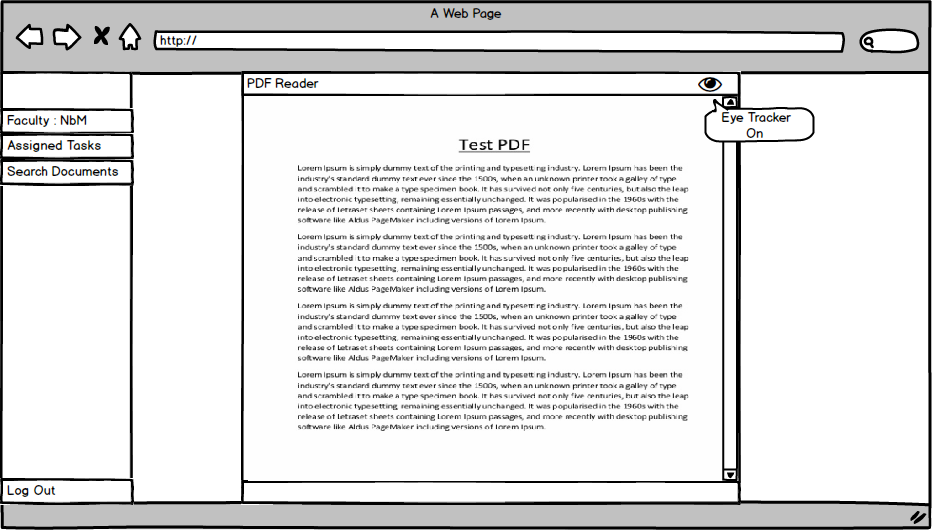 A Web Page
http://
PDF Reader
Eye Tracker
On
Faculty : NbM
Assigned Tasks
Search Documents
Test PDF
Lorem Ipsum is simply dummy text of the printing and typesetting industry. Lorem Ipsum has been the
industry's standard dummy text ever since the 1500s, when an unknown printer took a galley of type
and scrambled it to make a type specimen book. It has survived not only five centuries, but also the leap
into electronic typesetting, remaining essentially unchanged. It was popularised in the 1960s with the
release of Letraset sheets containing Lorem Ipsum passages, and more recently with desktop publishing
software like Aldus PageMaker including versions of Lorem Ipsum.
Lorem Ipsum is simply dummy text of the printing and typesetting industry. Lorem Ipsum has been the
industry's standard dummy text ever since the 1500s, when an unknown printer took a galley of type
and scrambled it to make a type specimen book. It has survived not only five centuries, but also the leap
into electronic typesetting, remaining essentially unchanged. It was popularised in the 1960s with the
release of Letraset sheets containing Lorem Ipsum passages, and more recently with desktop publishing
software like Aldus PageMaker including versions of Lorem Ipsum.
Lorem Ipsum is simply dummy text of the printing and typesetting industry. Lorem Ipsum has been the
industry's standard dummy text ever since the 1500s, when an unknown printer took a galley of type
and scrambled it to make a type specimen book. It has survived not only five centuries, but also the leap
into electronic typesetting, remaining essentially unchanged. It was popularised in the 1960s with the
release of Letraset sheets containing Lorem Ipsum passages, and more recently with desktop publishing
software like Aldus PageMaker including versions of Lorem Ipsum.
Lorem Ipsum is simply dummy text of the printing and typesetting industry. Lorem Ipsum has been the
industry's standard dummy text ever since the 1500s, when an unknown printer took a galley of type
and scrambled it to make a type specimen book. It has survived not only five centuries, but also the leap
into electronic typesetting, remaining essentially unchanged. It was popularised in the 1960s with the
release of Letraset sheets containing Lorem Ipsum passages, and more recently with desktop publishing
software like Aldus PageMaker including versions of Lorem Ipsum.
Log Out